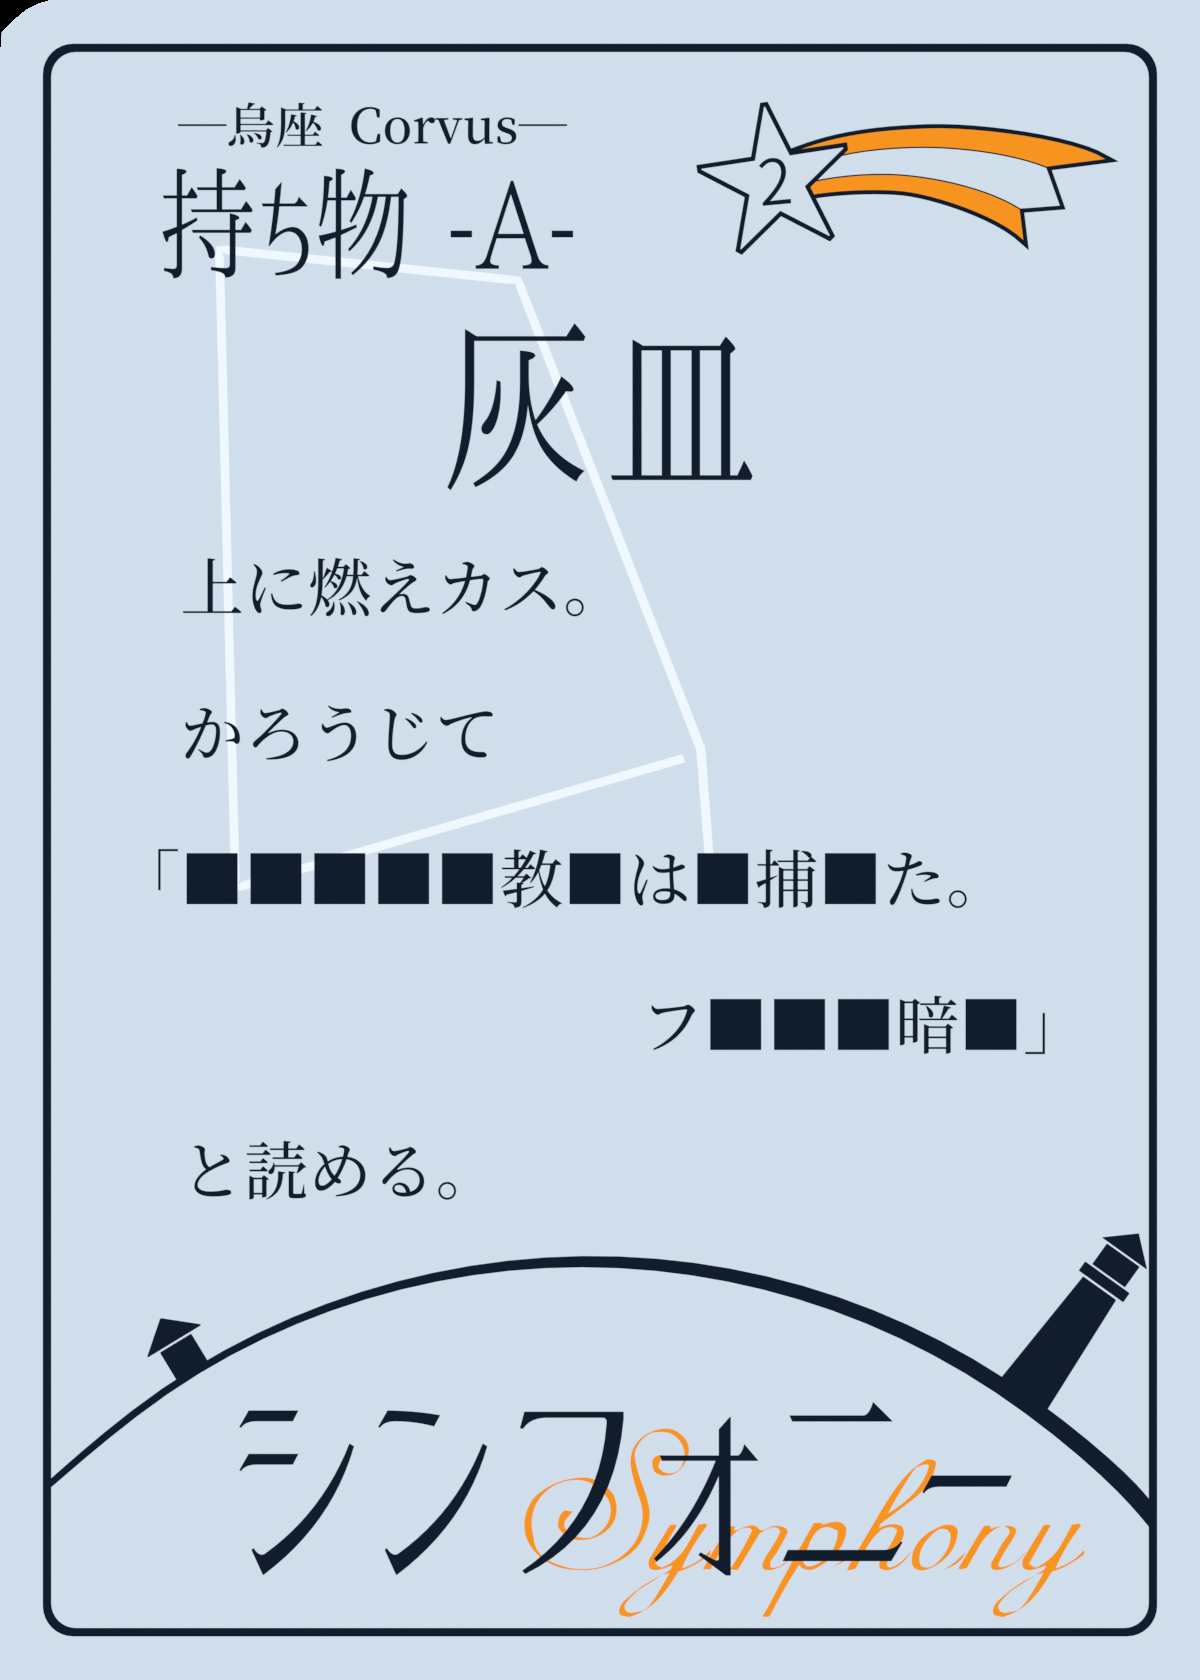 ―烏座 Corvus―
持ち物 -A-
2
灰皿
上に燃えカス。
かろうじて
「■■■■■教■は■捕■た。
フ■■■暗■」
と読める。
シンフォニー
Symphony